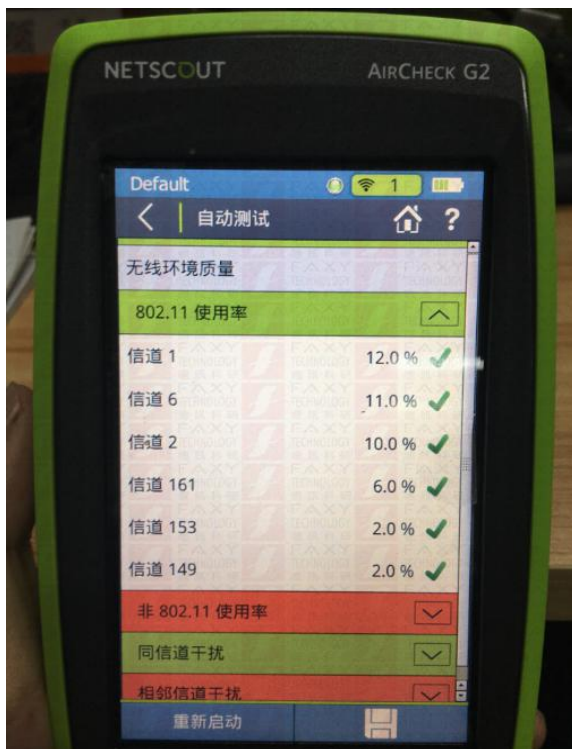 NETSCOUT AIRCHECK G2
Default 1
自动测试 ?
无线环境质量
802.11 使用率
信道 1 12.0 %
信道 6 11.0 %
信道 2 10.0 %
信道 161 6.0 %
信道 153 2.0 %
信道 149 2.0 %
非 802.11 使用率
同信道干扰
相邻信道干扰
重新启动